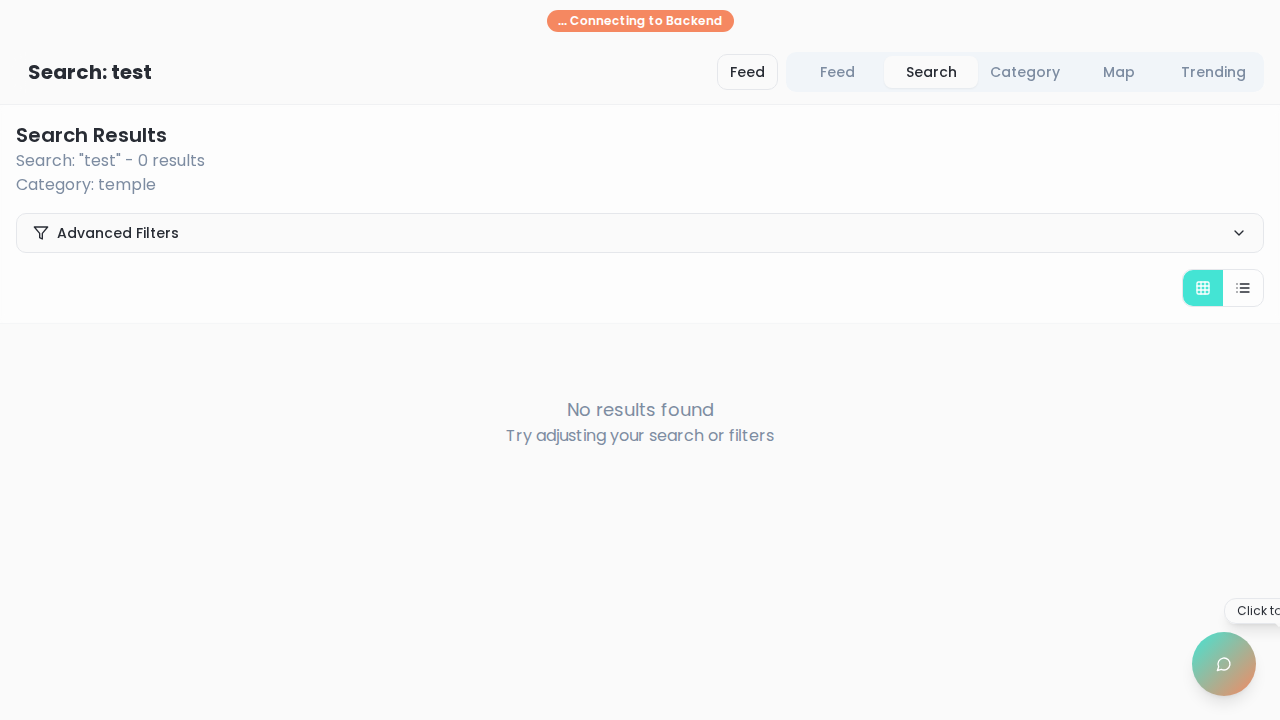 ... Connecting to Backend
Search: test
Feed
Feed
Search
Category
Map
Trending
Search Results
Search: "test" - 0 results
Category: temple
Advanced Filters
No results found
Try adjusting your search or filters
Click to